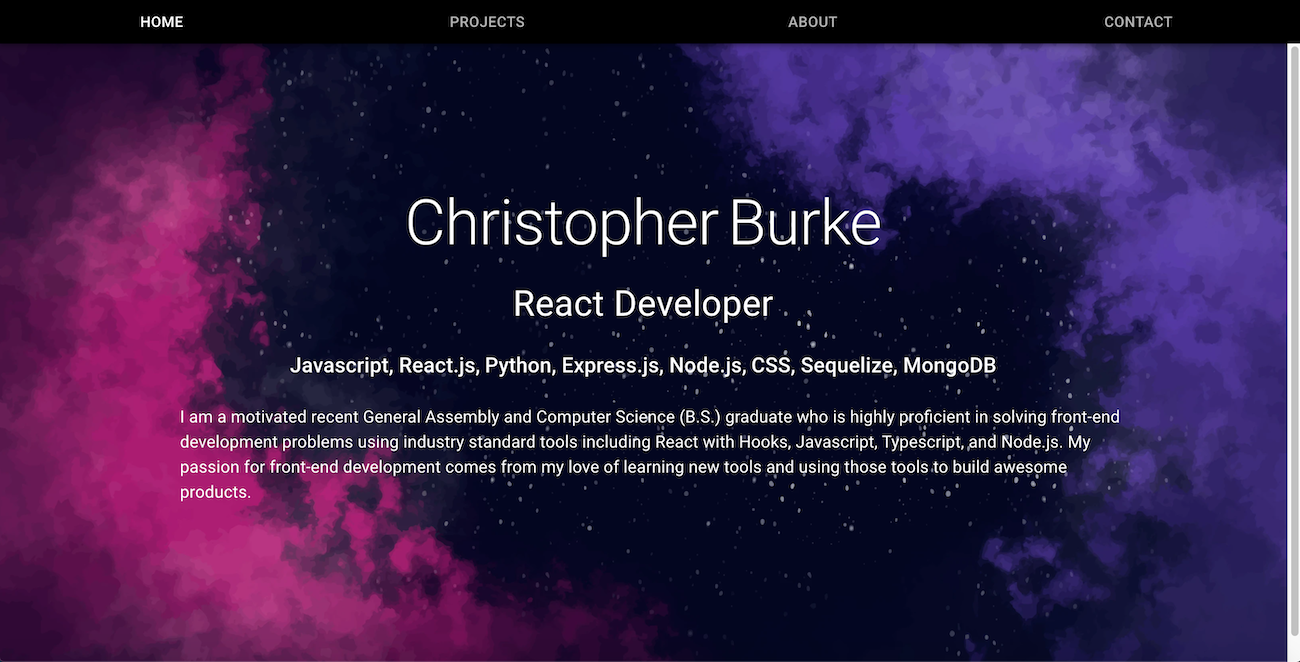 HOME PROJECTS ABOUT CONTACT
Christopher Burke
React Developer
Javascript, React.js, Python, Express.js, Node.js, CSS, Sequelize, MongoDB
I am a motivated recent General Assembly and Computer Science (B.S.) graduate who is highly proficient in solving front-end
development problems using industry standard tools including React with Hooks, Javascript, Typescript, and Node.js. My
passion for front-end development comes from my love of learning new tools and using those tools to build awesome
products.